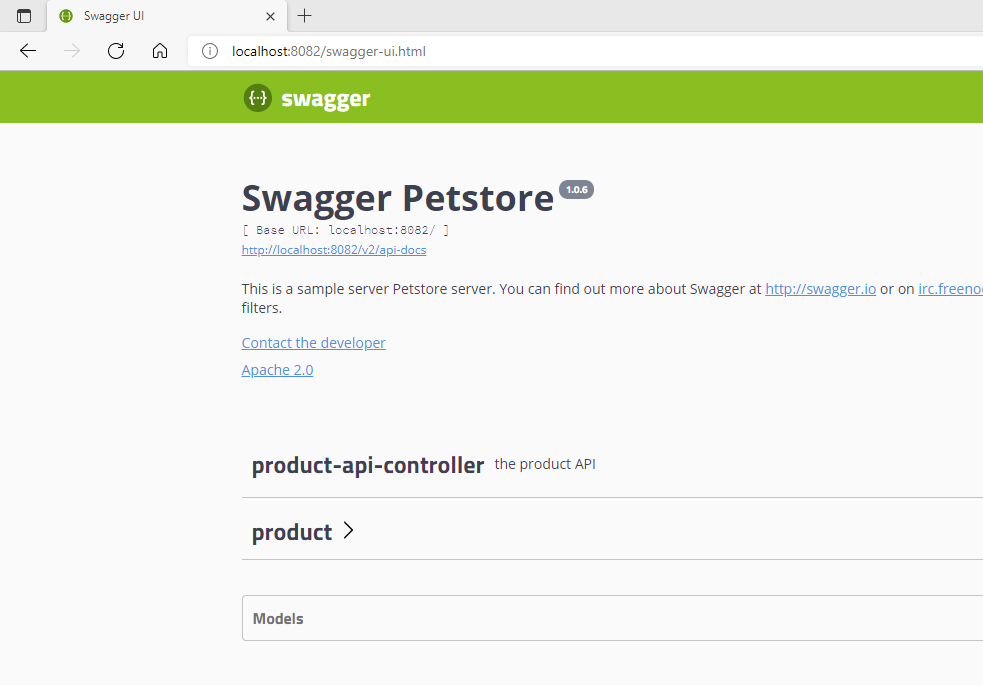 Swagger UI
localhost:8082/swagger-ui.html
{···} swagger
Swagger Petstore 1.0.6
[ Base URL: localhost:8082/ ]
http://localhost:8082/v2/api-docs
This is a sample server Petstore server. You can find out more about Swagger at http://swagger.io or on irc.freeno
filters.
Contact the developer
Apache 2.0
product-api-controller the product API
product
Models